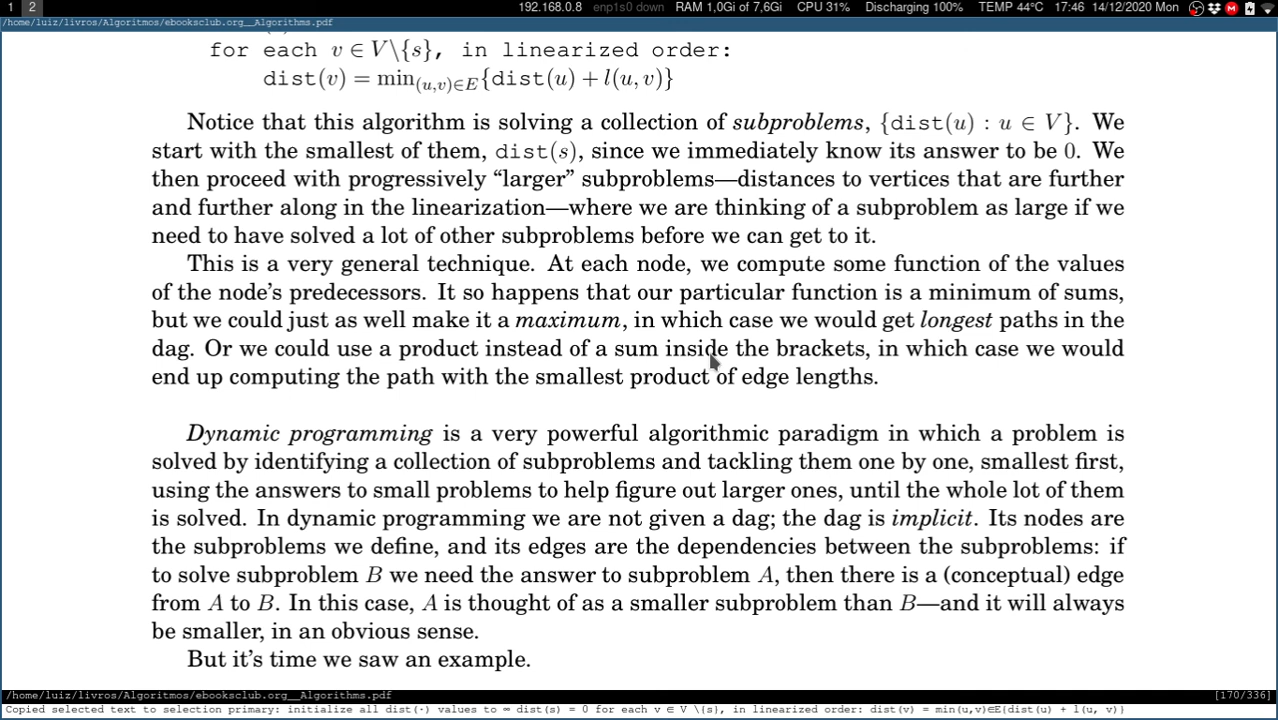 1 2 192.168.0.8 enp1s0 down RAM 1,0Gi of 7,6Gi CPU 31% Discharging 100% TEMP 44°C 17:46 14/12/2020 Mon
/home/luiz/livros/Algoritmos/ebooksclub.org__Algorithms.pdf
for each v ∈ V\{s}, in linearized order:
dist(v) = min(u,v)∈E{dist(u) + l(u, v)}
Notice that this algorithm is solving a collection of subproblems, {dist(u) : u ∈ V}. We
start with the smallest of them, dist(s), since we immediately know its answer to be 0. We
then proceed with progressively “larger” subproblems—distances to vertices that are further
and further along in the linearization—where we are thinking of a subproblem as large if we
need to have solved a lot of other subproblems before we can get to it.
This is a very general technique. At each node, we compute some function of the values
of the node’s predecessors. It so happens that our particular function is a minimum of sums,
but we could just as well make it a maximum, in which case we would get longest paths in the
dag. Or we could use a product instead of a sum inside the brackets, in which case we would
end up computing the path with the smallest product of edge lengths.
Dynamic programming is a very powerful algorithmic paradigm in which a problem is
solved by identifying a collection of subproblems and tackling them one by one, smallest first,
using the answers to small problems to help figure out larger ones, until the whole lot of them
is solved. In dynamic programming we are not given a dag; the dag is implicit. Its nodes are
the subproblems we define, and its edges are the dependencies between the subproblems: if
to solve subproblem B we need the answer to subproblem A, then there is a (conceptual) edge
from A to B. In this case, A is thought of as a smaller subproblem than B—and it will always
be smaller, in an obvious sense.
But it’s time we saw an example.
/home/luiz/livros/Algoritmos/ebooksclub.org__Algorithms.pdf [170/336]
Copied selected text to selection primary: initialize all dist(·) values to ∞ dist(s) = 0 for each v ∈ V \{s}, in linearized order: dist(v) = min(u,v)∈E{dist(u) + l(u, v)}